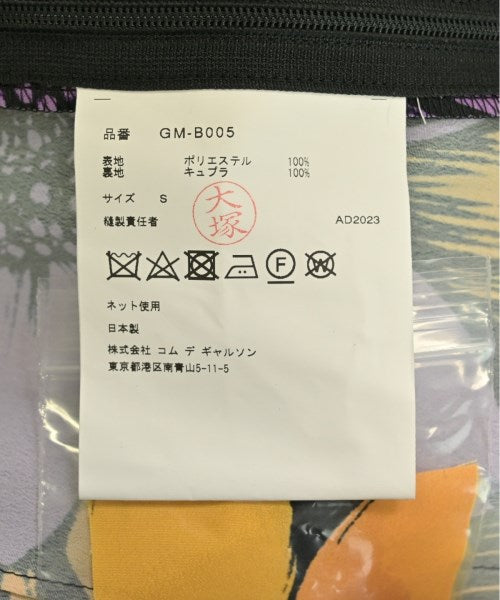 品番 GM-B005
表地 ポリエステル 100%
裏地 キュプラ 100%
サイズ S
大塚
縫製責任者 AD2023
F W
ネット使用
日本製
株式会社 コム デ ギャルソン
東京都港区南青山5-11-5